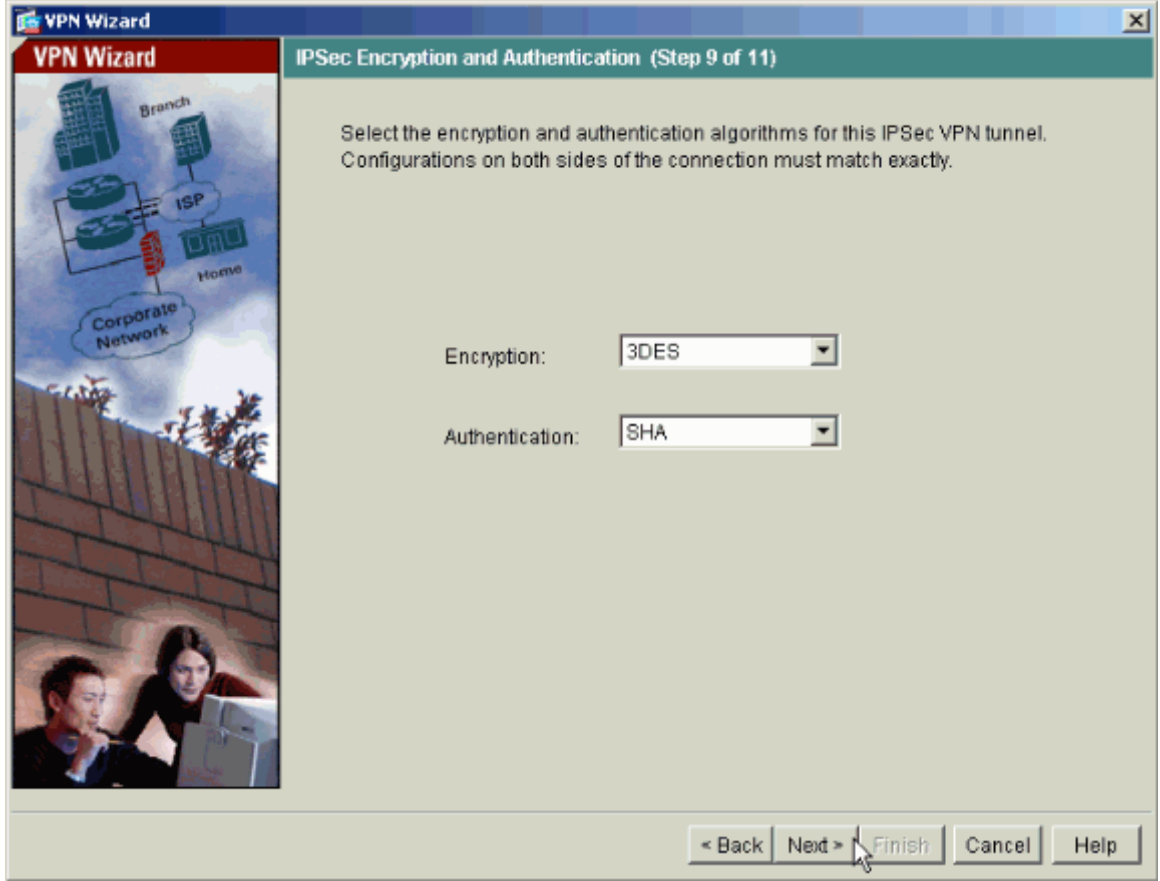 VPN Wizard
VPN Wizard
IPSec Encryption and Authentication (Step 9 of 11)
Branch
ISP
Home
Corporate
Network
Select the encryption and authentication algorithms for this IPSec VPN tunnel.
Configurations on both sides of the connection must match exactly.
Encryption: 3DES
Authentication: SHA
< Back Next > Finish Cancel Help